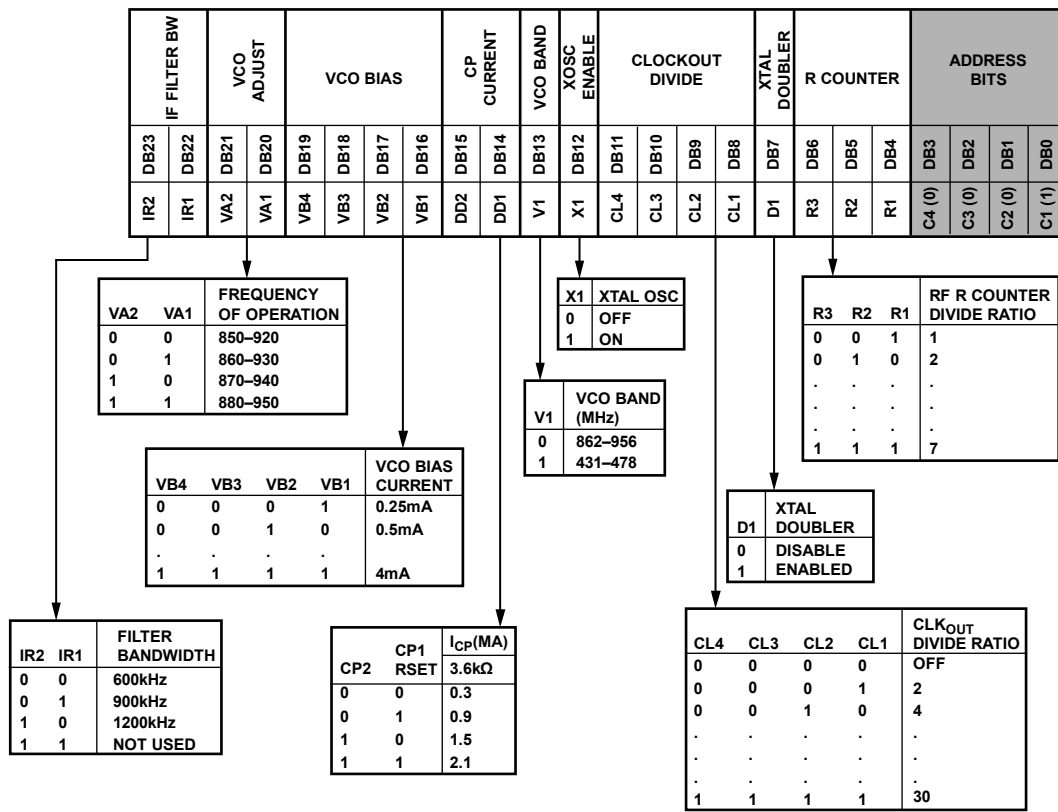 IF FILTER BW
VCO
ADJUST
VCO BIAS
CP
CURRENT
VCO BAND
XOSC
ENABLE
CLOCKOUT
DIVIDE
XTAL
DOUBLER
R COUNTER
ADDRESS
BITS
DB23 DB22 DB21 DB20 DB19 DB18 DB17 DB16 DB15 DB14 DB13 DB12 DB11 DB10 DB9 DB8 DB7 DB6 DB5 DB4 DB3 DB2 DB1 DB0
IR2 IR1 VA2 VA1 VB4 VB3 VB2 VB1 DD2 DD1 V1 X1 CL4 CL3 CL2 CL1 D1 R3 R2 R1 C4 (0) C3 (0) C2 (0) C1 (1)
FREQUENCY
VA2 VA1 OF OPERATION
0 0 850–920
0 1 860–930
1 0 870–940
1 1 880–950
X1 XTAL OSC
0 OFF
1 ON
RF R COUNTER
R3 R2 R1 DIVIDE RATIO
0 0 1 1
0 1 0 2
. . . .
. . . .
. . . .
1 1 1 7
VCO BAND
V1 (MHz)
0 862–956
1 431–478
VCO BIAS
VB4 VB3 VB2 VB1 CURRENT
0 0 0 1 0.25mA
0 0 1 0 0.5mA
. . . .
1 1 1 1 4mA
XTAL
D1 DOUBLER
0 DISABLE
1 ENABLED
FILTER
IR2 IR1 BANDWIDTH
0 0 600kHz
0 1 900kHz
1 0 1200kHz
1 1 NOT USED
CP1 ICP(MA)
CP2 RSET 3.6kΩ
0 0 0.3
0 1 0.9
1 0 1.5
1 1 2.1
CLKOUT
CL4 CL3 CL2 CL1 DIVIDE RATIO
0 0 0 0 OFF
0 0 0 1 2
0 0 1 0 4
. . . . .
. . . . .
. . . . .
1 1 1 1 30